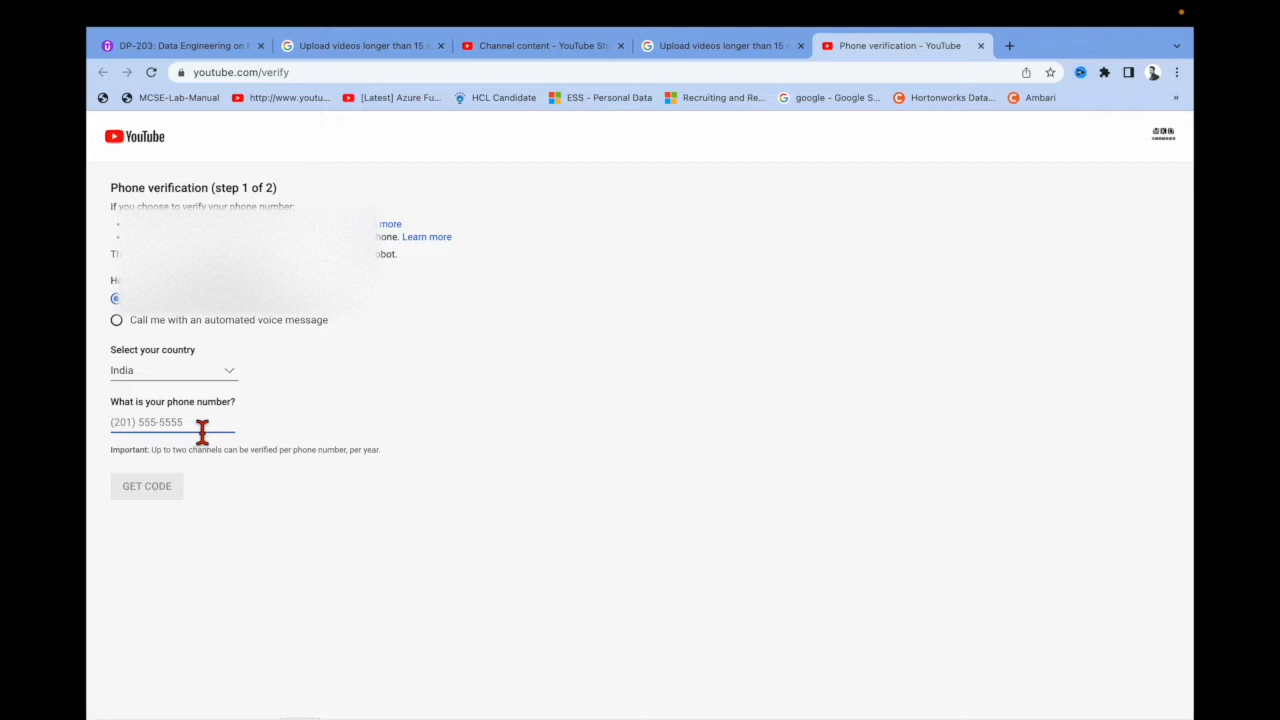 DP-203: Data Engineering on
Upload videos longer than 15
Channel content - YouTube St
Upload videos longer than 15
Phone verification - YouTube
youtube.com/verify
MCSE-Lab-Manual
http://www.youtu...
[Latest] Azure Fu...
HCL Candidate
ESS - Personal Data
Recruiting and Re...
google - Google S...
Hortonworks Data...
Ambari
»
YouTube
Phone verification (step 1 of 2)
If you choose to verify your phone number:
more
hone. Learn more
Th obot.
Call me with an automated voice message
Select your country
India
What is your phone number?
(201) 555-5555
Important: Up to two channels can be verified per phone number, per year.
GET CODE